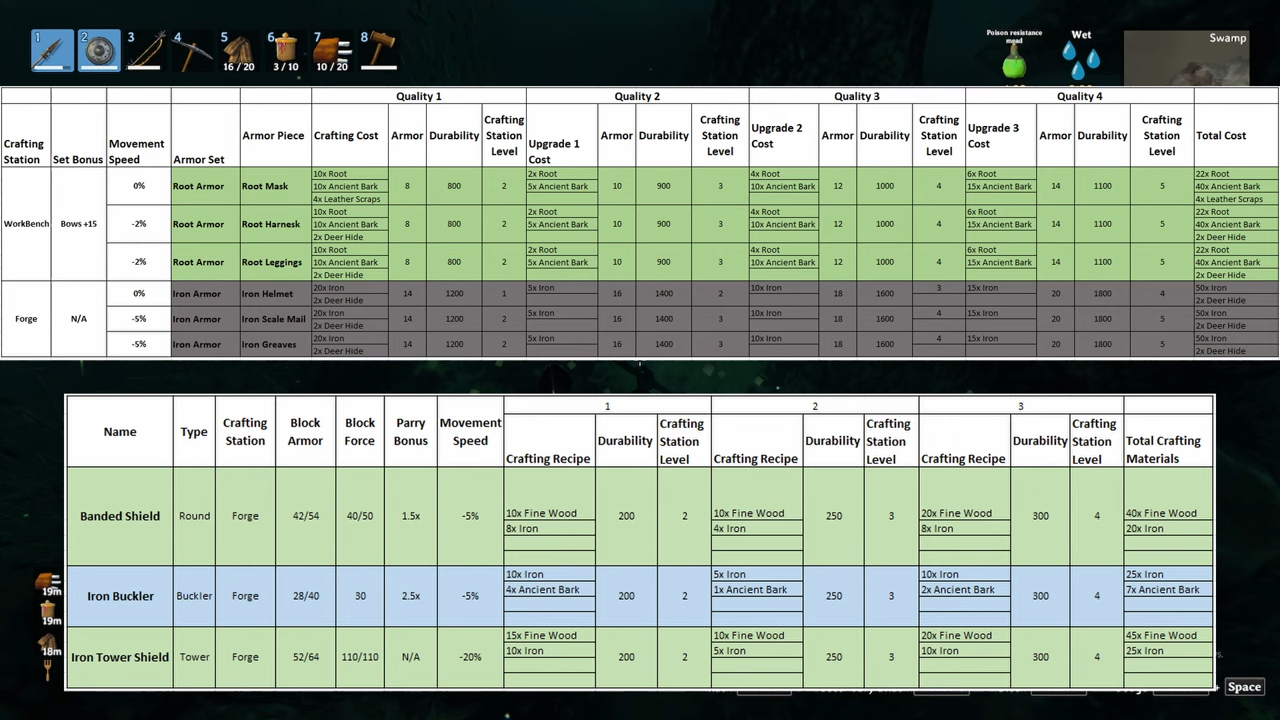 1 2 3 4 5 6 7 8
16 / 20 3 / 10 10 / 20
Poison resistance mead
Wet
Swamp
Quality 1 Quality 2 Quality 3 Quality 4
Crafting Station Set Bonus Movement Speed Armor Set Armor Piece Crafting Cost Armor Durability Crafting Station Level Upgrade 1 Cost Armor Durability Crafting Station Level Upgrade 2 Cost Armor Durability Crafting Station Level Upgrade 3 Cost Armor Durability Crafting Station Level Total Cost
10x Root 2x Root 4x Root 6x Root 22x Root
0% Root Armor Root Mask 10x Ancient Bark 8 800 2 5x Ancient Bark 10 900 3 10x Ancient Bark 12 1000 4 15x Ancient Bark 14 1100 5 40x Ancient Bark
4x Leather Scraps 4x Leather Scraps
10x Root 2x Root 4x Root 6x Root 22x Root
WorkBench Bows +15 -2% Root Armor Root Harnesk 10x Ancient Bark 8 800 2 5x Ancient Bark 10 900 3 10x Ancient Bark 12 1000 4 15x Ancient Bark 14 1100 5 40x Ancient Bark
2x Deer Hide 2x Deer Hide
10x Root 2x Root 4x Root 6x Root 22x Root
-2% Root Armor Root Leggings 10x Ancient Bark 8 800 2 5x Ancient Bark 10 900 3 10x Ancient Bark 12 1000 4 15x Ancient Bark 14 1100 5 40x Ancient Bark
2x Deer Hide 2x Deer Hide
0% Iron Armor Iron Helmet 20x Iron 14 1200 1 5x Iron 16 1400 2 10x Iron 18 1600 3 15x Iron 20 1800 4 50x Iron
2x Deer Hide 2x Deer Hide
Forge N/A -5% Iron Armor Iron Scale Mail 20x Iron 14 1200 2 5x Iron 16 1400 3 10x Iron 18 1600 4 15x Iron 20 1800 5 50x Iron
2x Deer Hide 2x Deer Hide
-5% Iron Armor Iron Greaves 20x Iron 14 1200 2 5x Iron 16 1400 3 10x Iron 18 1600 4 15x Iron 20 1800 5 50x Iron
2x Deer Hide 2x Deer Hide
1 2 3
Name Type Crafting Station Block Armor Block Force Parry Bonus Movement Speed Crafting Recipe Durability Crafting Station Level Crafting Recipe Durability Crafting Station Level Crafting Recipe Durability Crafting Station Level Total Crafting Materials
Banded Shield Round Forge 42/54 40/50 1.5x -5% 10x Fine Wood 200 2 10x Fine Wood 250 3 20x Fine Wood 300 4 40x Fine Wood
8x Iron 4x Iron 8x Iron 20x Iron
10x Iron 5x Iron 10x Iron 25x Iron
Iron Buckler Buckler Forge 28/40 30 2.5x -5% 4x Ancient Bark 200 2 1x Ancient Bark 250 3 2x Ancient Bark 300 4 7x Ancient Bark
15x Fine Wood 10x Fine Wood 20x Fine Wood 45x Fine Wood
Iron Tower Shield Tower Forge 52/64 110/110 N/A -20% 10x Iron 200 2 5x Iron 250 3 10x Iron 300 4 25x Iron
19m
19m
18m
+ Space